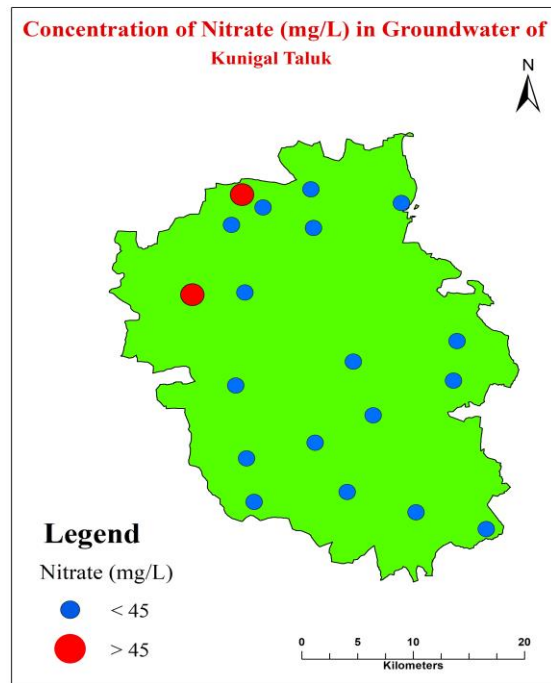 Concentration of Nitrate (mg/L) in Groundwater of
Kunigal Taluk
N
Legend
Nitrate (mg/L)
< 45
> 45
0 5 10 20
Kilometers